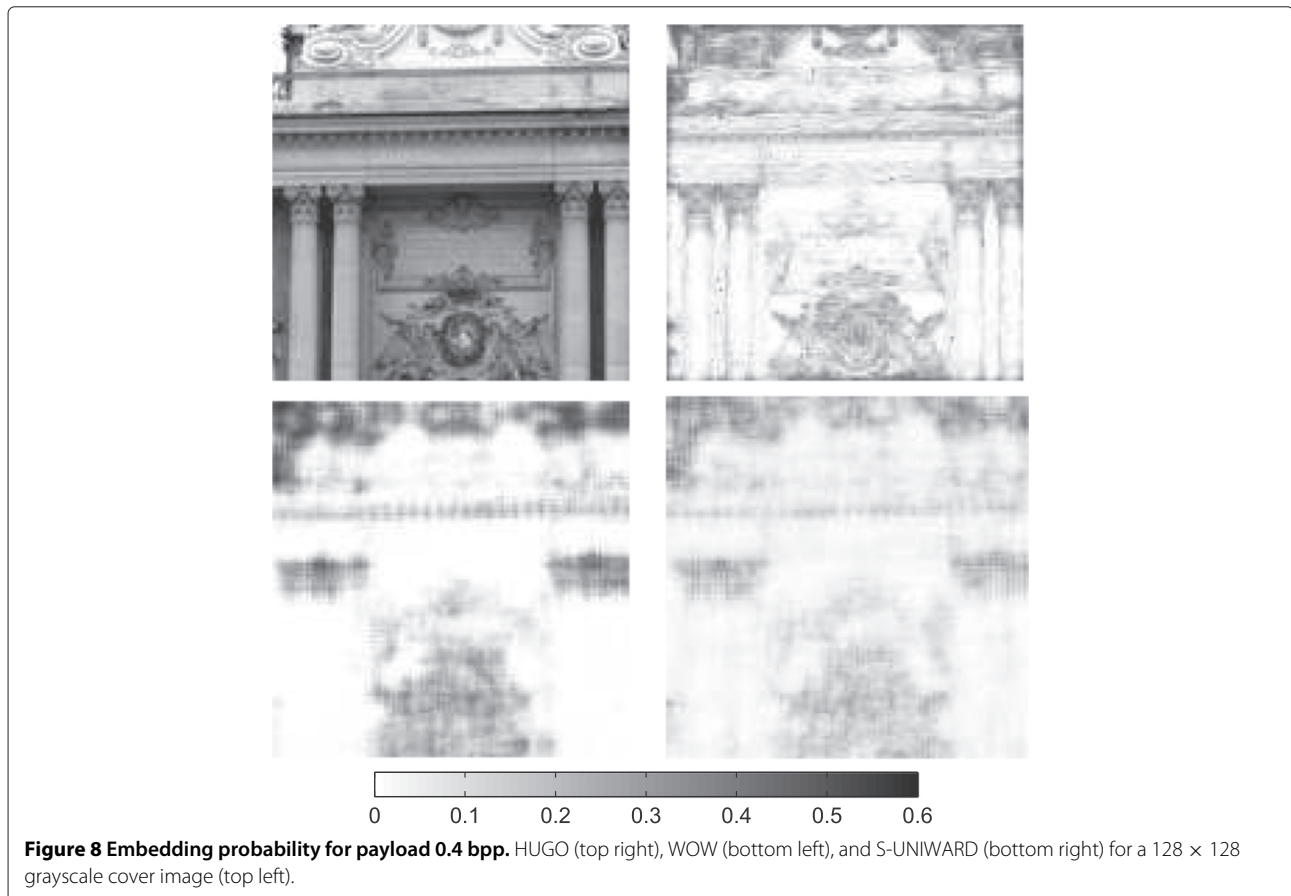 0 0.1 0.2 0.3 0.4 0.5 0.6
Figure 8 Embedding probability for payload 0.4 bpp. HUGO (top right), WOW (bottom left), and S-UNIWARD (bottom right) for a 128 × 128
grayscale cover image (top left).